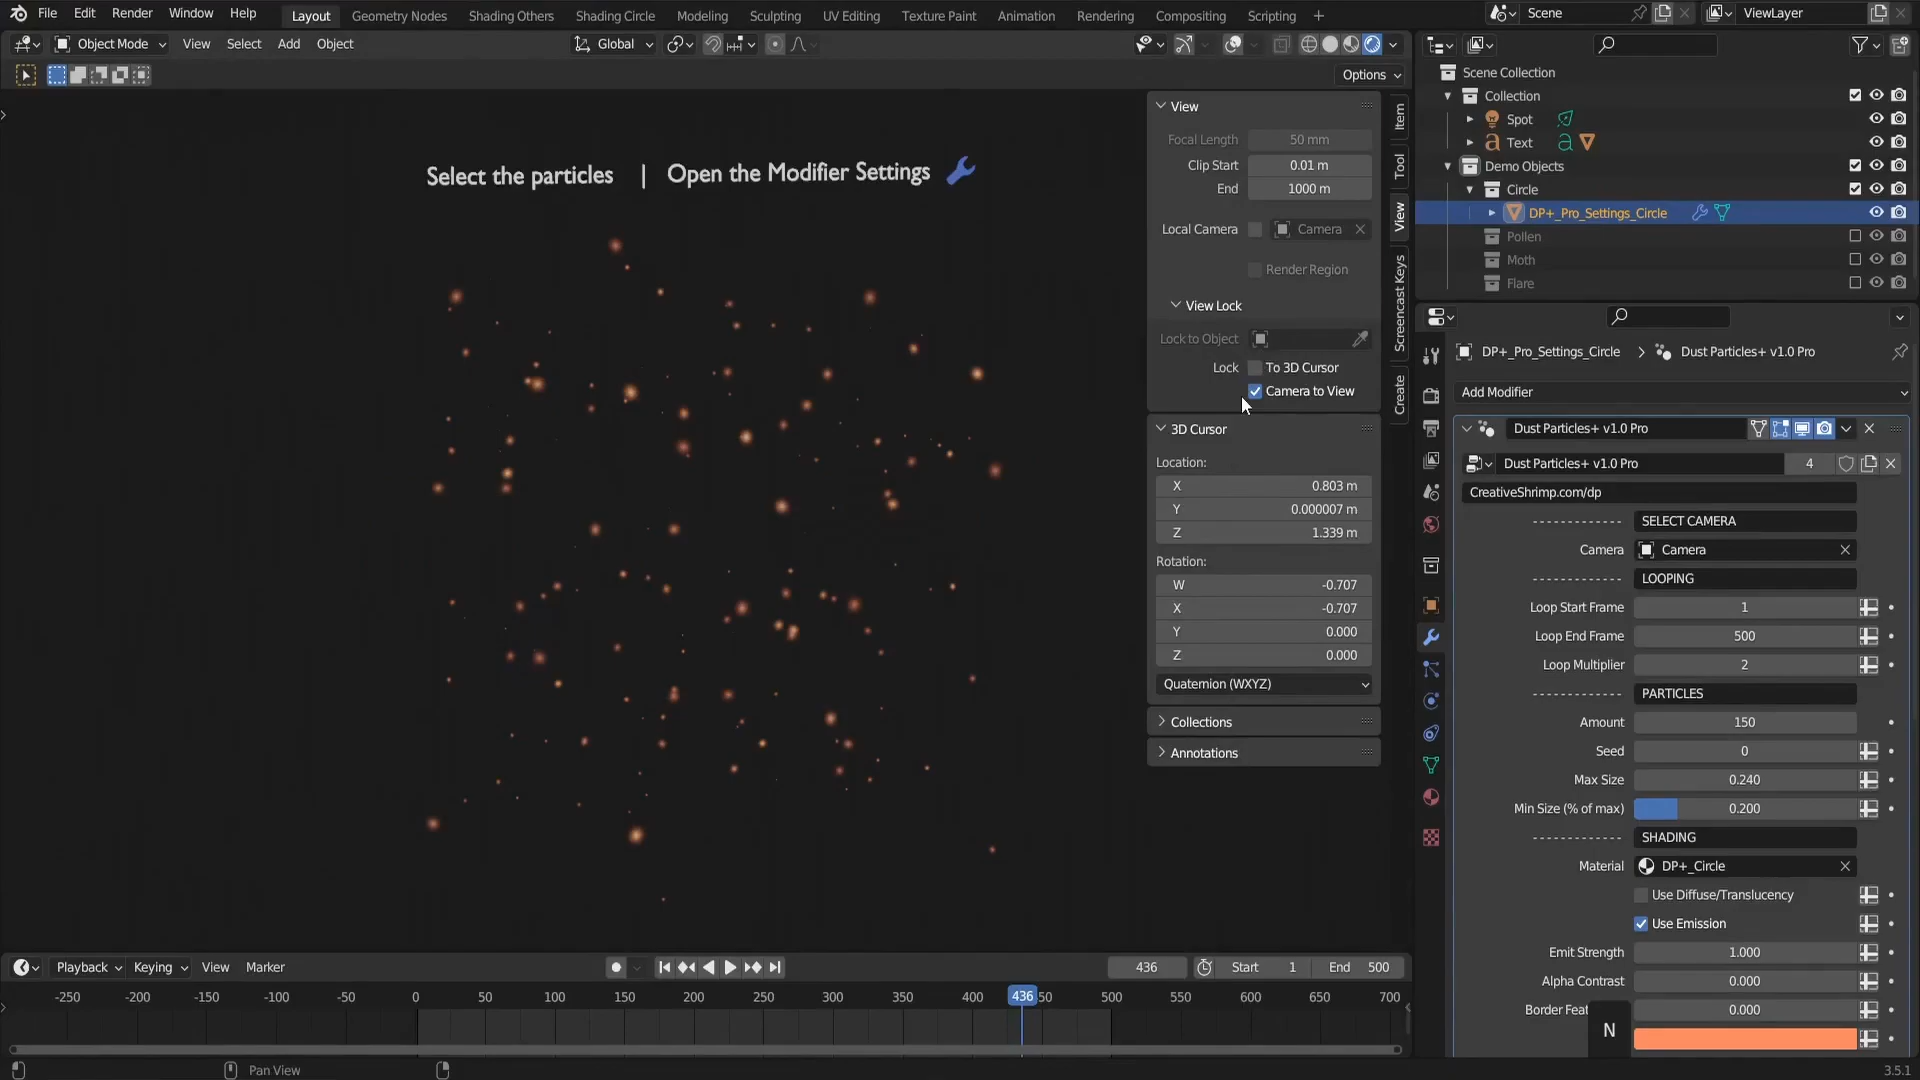 File Edit Render Window Help Layout Geometry Nodes Shading Others Shading Circle Modeling Sculpting UV Editing Texture Paint Animation Rendering Compositing Scripting + Scene ViewLayer
Object Mode View Select Add Object Global
Options
Select the particles | Open the Modifier Settings
View
Focal Length 50 mm
Clip Start 0.01 m
End 1000 m
Local Camera Camera
Render Region
View Lock
Lock to Object
Lock To 3D Cursor
Camera to View
3D Cursor
Location:
X 0.803 m
Y 0.000007 m
Z 1.339 m
Rotation:
W -0.707
X -0.707
Y 0.000
Z 0.000
Quaternion (WXYZ)
Collections
Annotations
Item
Tool
View
Screencast Keys
Create
Scene Collection
Collection
Spot
Text
Demo Objects
Circle
DP+_Pro_Settings_Circle
Pollen
Moth
Flare
DP+_Pro_Settings_Circle > Dust Particles+ v1.0 Pro
Add Modifier
Dust Particles+ v1.0 Pro
Dust Particles+ v1.0 Pro 4
CreativeShrimp.com/dp
------------ SELECT CAMERA
Camera Camera
------------ LOOPING
Loop Start Frame 1
Loop End Frame 500
Loop Multiplier 2
------------ PARTICLES
Amount 150
Seed 0
Max Size 0.240
Min Size (% of max) 0.200
------------ SHADING
Material DP+_Circle
Use Diffuse/Translucency
Use Emission
Emit Strength 1.000
Alpha Contrast 0.000
Border Feat 0.000
N
Playback Keying View Marker 436 Start 1 End 500
-250 -200 -150 -100 -50 0 50 100 150 200 250 300 350 400 436 50 500 550 600 650 700
Pan View 3.5.1